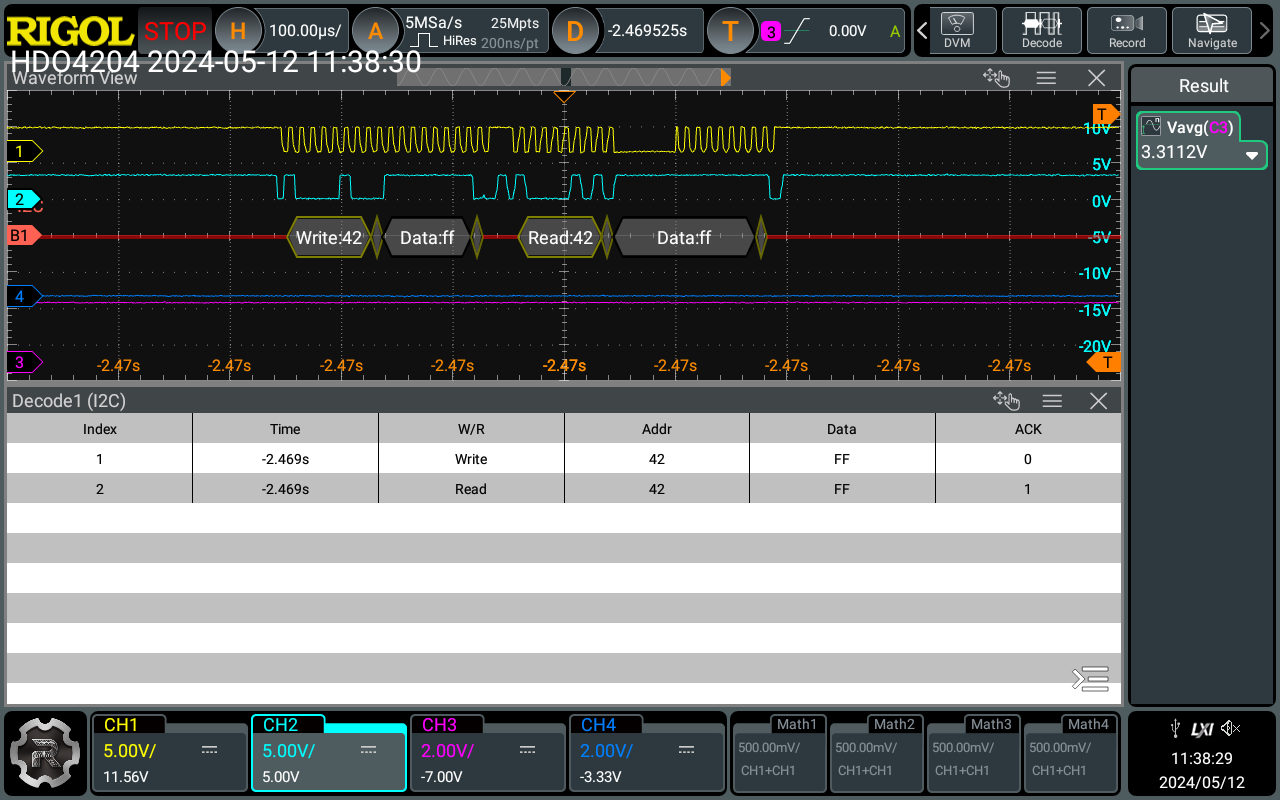 RIGOL STOP H 100.00µs/ A 5MSa/s 25Mpts HiRes 200ns/pt D -2.469525s T 3 0.00V A DVM Decode Record Navigate
HDO4204 2024-05-12 11:38:30
Waveform View
Result
T
10V
Vavg(C3)
3.3112V
1
5V
2
0V
B1 Write:42 Data:ff Read:42 Data:ff -5V
-10V
4
-15V
-20V
3 -2.47s -2.47s -2.47s -2.47s -2.47s -2.47s -2.47s -2.47s -2.47s T
Decode1 (I2C)
Index Time W/R Addr Data ACK
1 -2.469s Write 42 FF 0
2 -2.469s Read 42 FF 1
CH1 CH2 CH3 CH4 Math1 Math2 Math3 Math4
5.00V/ 5.00V/ 2.00V/ 2.00V/ 500.00mV/ 500.00mV/ 500.00mV/ 500.00mV/
11.56V 5.00V -7.00V -3.33V CH1+CH1 CH1+CH1 CH1+CH1 CH1+CH1
R
LXI
11:38:29
2024/05/12